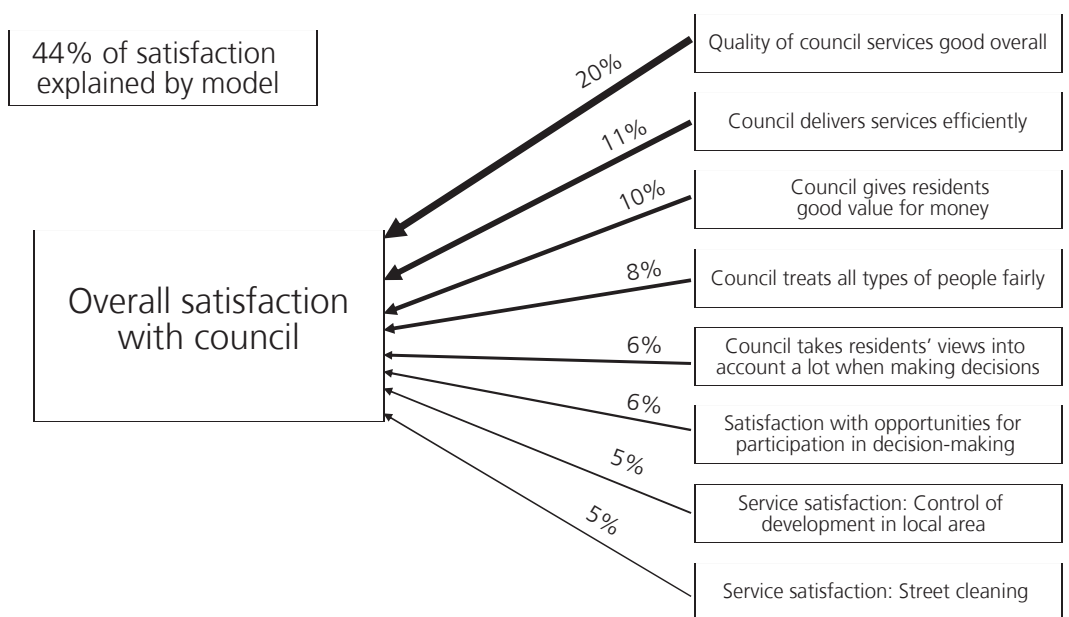 44% of satisfaction
explained by model
Overall satisfaction
with council
20%
Quality of council services good overall
11%
Council delivers services efficiently
10%
Council gives residents
good value for money
8%
Council treats all types of people fairly
6%
Council takes residents’ views into
account a lot when making decisions
6%
Satisfaction with opportunities for
participation in decision-making
5%
Service satisfaction: Control of
development in local area
5%
Service satisfaction: Street cleaning